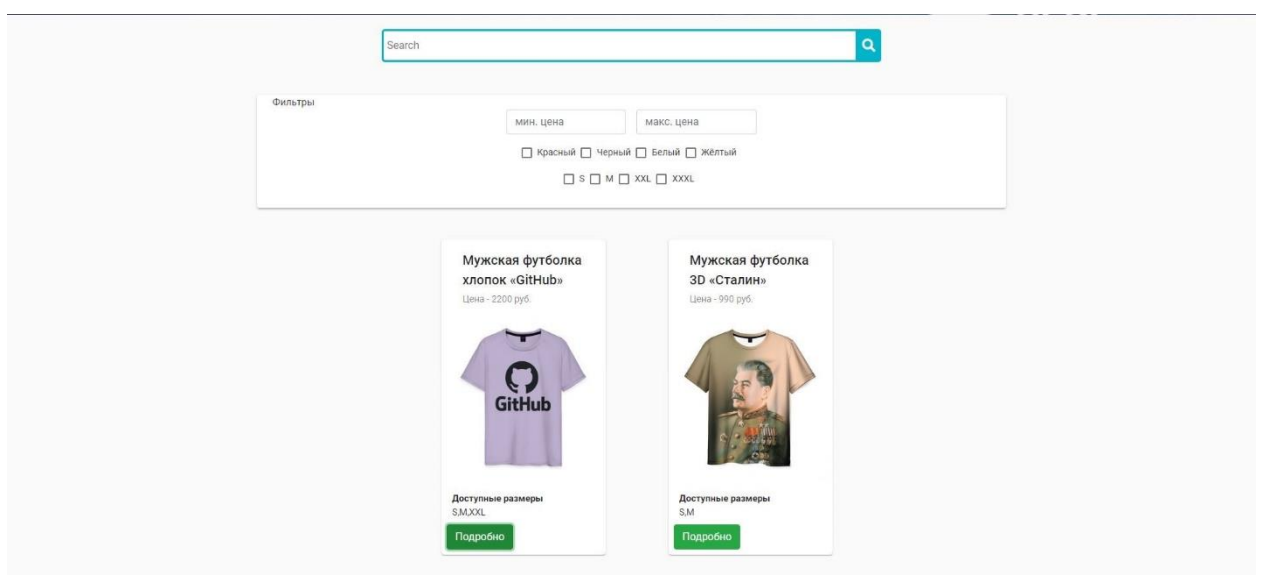 Search
Фильтры
мин. цена макс. цена
Красный Черный Белый Жёлтый
S M XXL XXXL
Мужская футболка
хлопок «GitHub»
Цена - 2200 руб.
GitHub
Доступные размеры
S,M,XXL
Подробно
Мужская футболка
3D «Сталин»
Цена - 990 руб.
Доступные размеры
S,M
Подробно